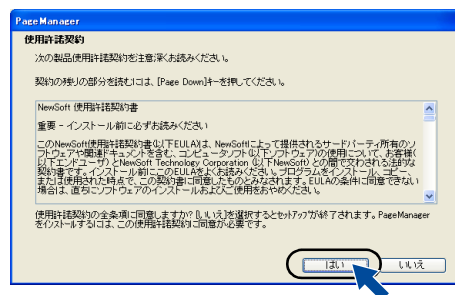 PageManager
使用許諾契約
次の製品使用許諾契約を注意深くお読みください。
契約の残りの部分を読むには、[Page Down]キーを押してください。
NewSoft 使用許諾契約書
重要 - インストール前に必ずお読みください
このNewSoft使用許諾契約書(以下EULA)は、NewSoftによって提供されるサードパーティ所有のソ
フトウェアや関連ドキュメントを含む、コンピュータソフト(以下ソフトウェア)の使用について、お客様(
以下エンドユーザ)とNewSoft Technology Corporation (以下NewSoft) との間で交わされる法的な
契約書です。インストール前にこのEULAをよくお読みください。プログラムをインストール、コピー、
または使用された時点で、この契約書に同意したものとみなされます。EULAの条件に同意できない
場合は、直ちにソフトウェアのインストールおよびご使用をおやめください。
使用許諾契約の全条項に同意しますか? [いいえ]を選択するとセットアップが終了されます。PageManager
をインストールするには、この使用許諾契約に同意が必要です。
はい
いいえ